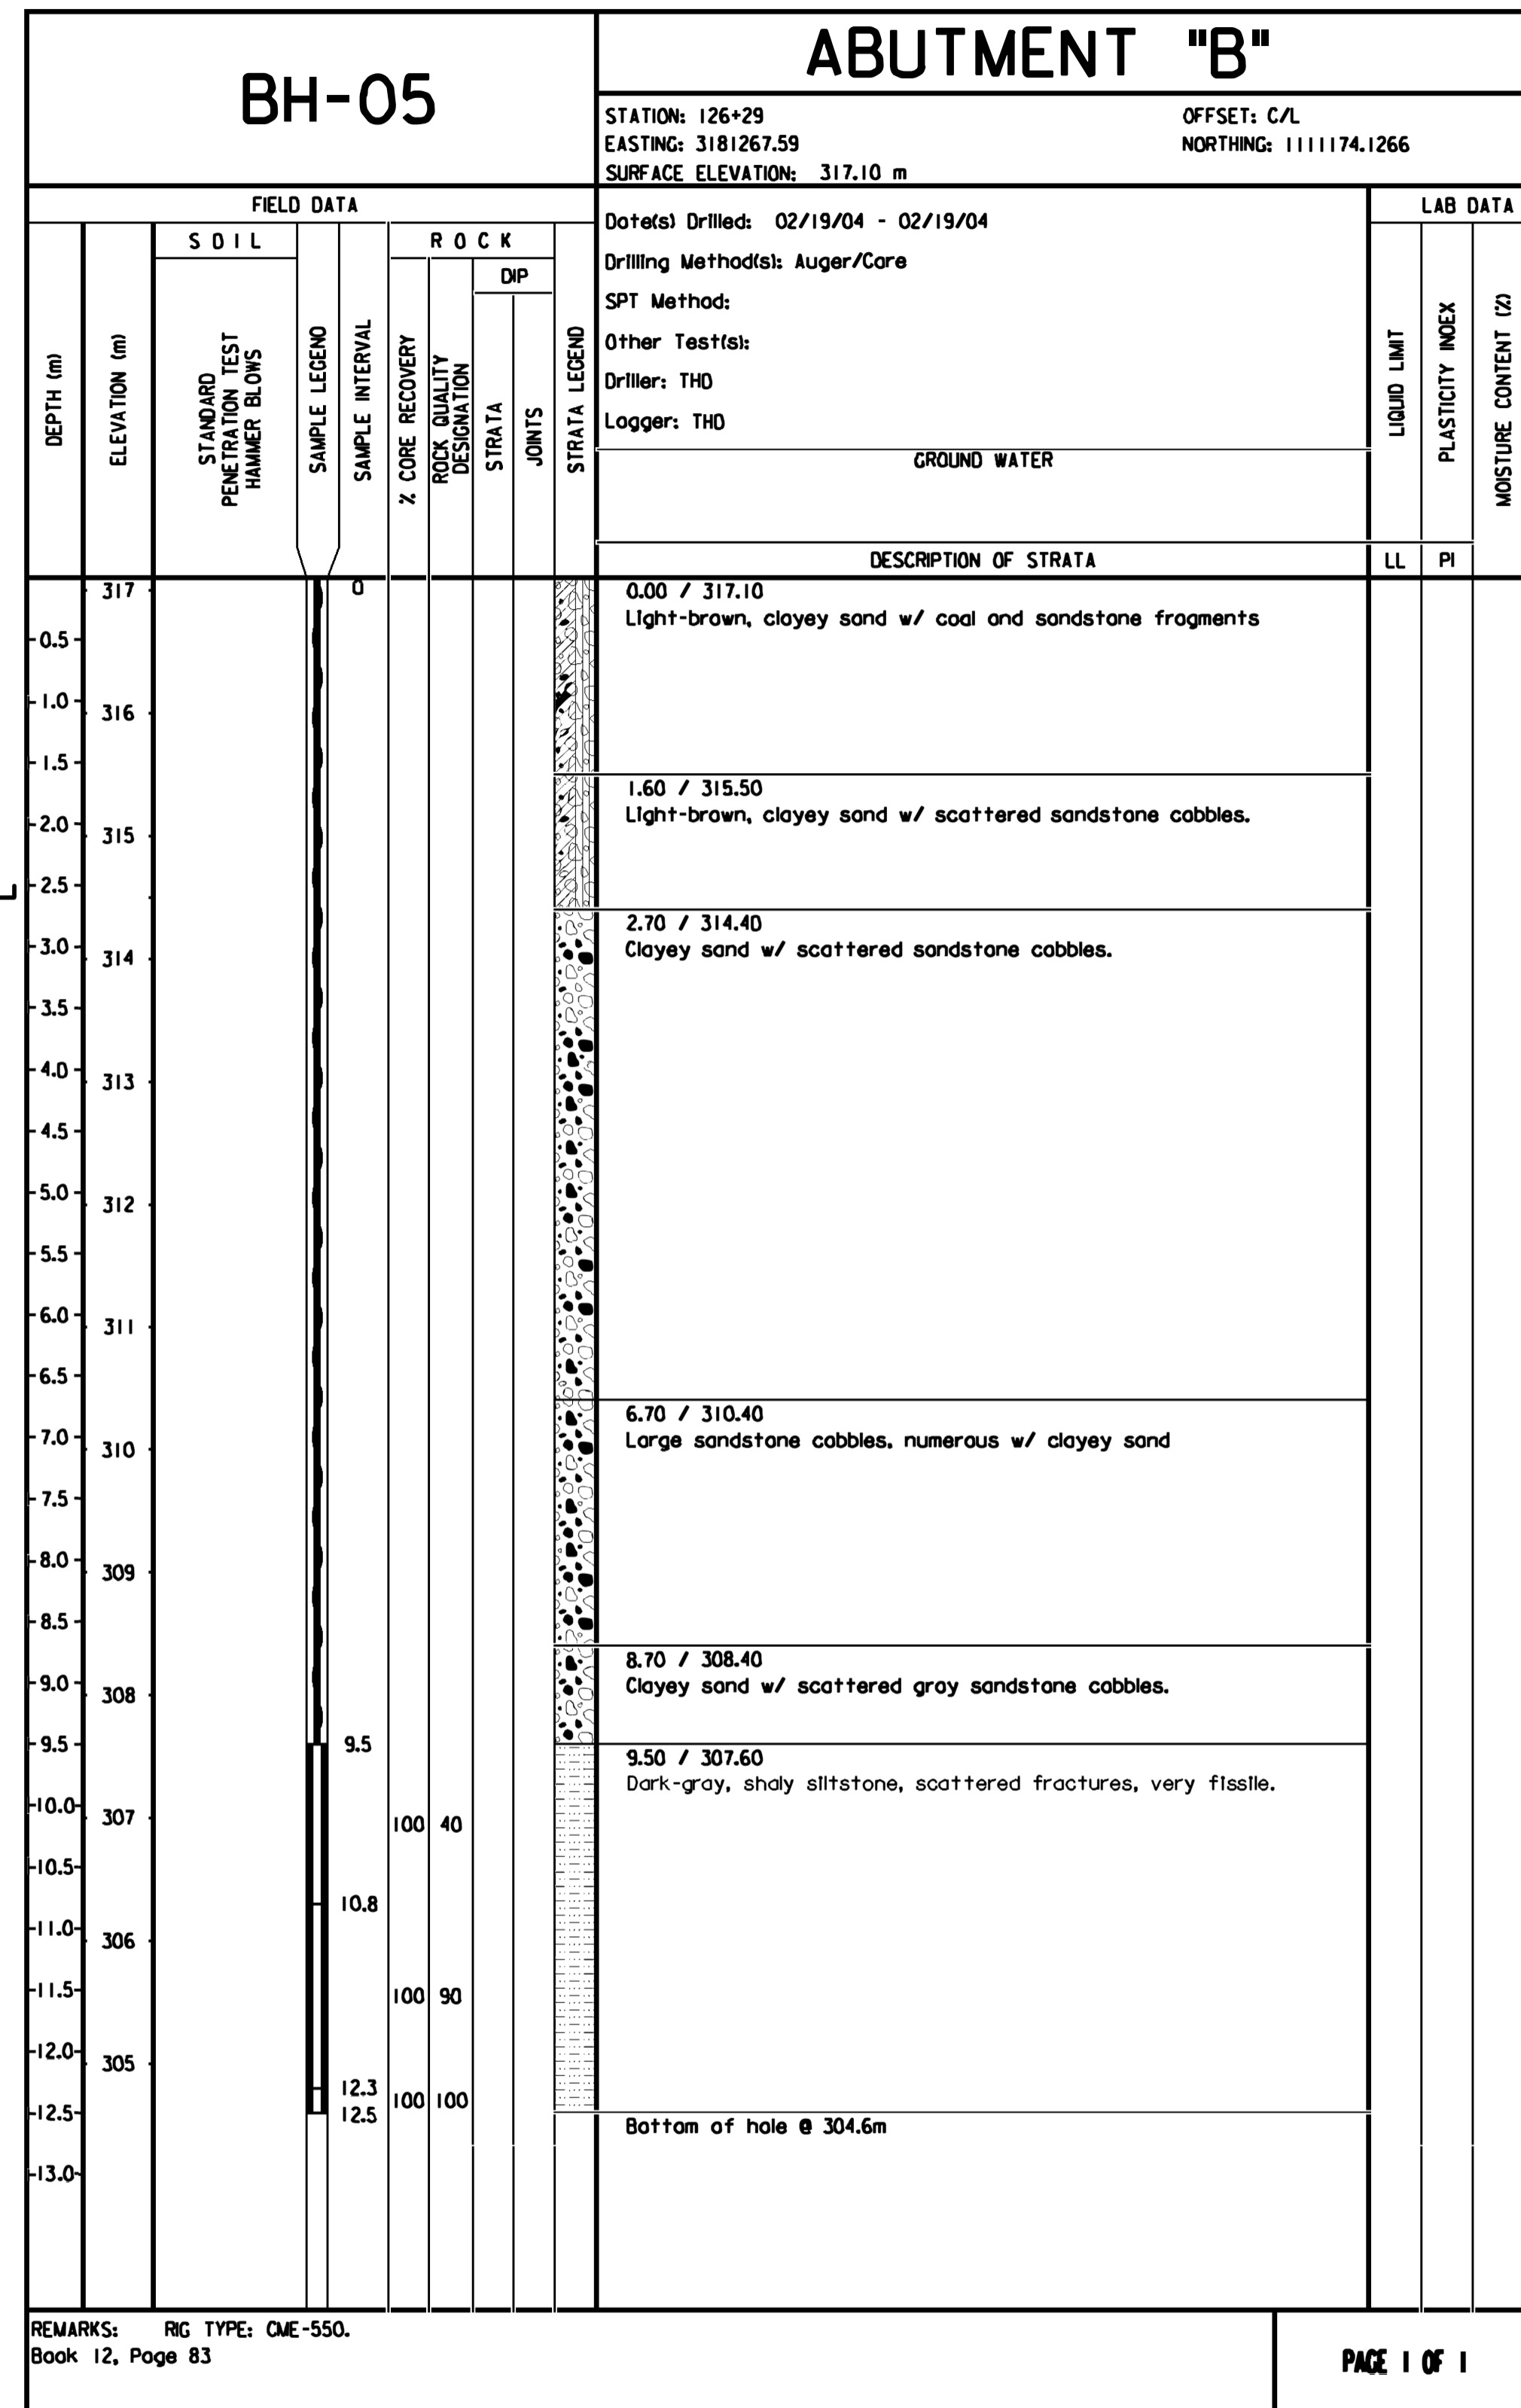 BH-05
ABUTMENT "B"
STATION: 126+29
OFFSET: C/L
EASTING: 3181267.59
NORTHING: 1111174.1266
SURFACE ELEVATION: 317.10 m
FIELD DATA
LAB DATA
SOIL
ROCK
DIP
DEPTH (m)
ELEVATION (m)
STANDARD
PENETRATION TEST
HAMMER BLOWS
SAMPLE LEGEND
SAMPLE INTERVAL
% CORE RECOVERY
ROCK QUALITY
DESIGNATION
STRATA
JOINTS
STRATA LEGEND
Date(s) Drilled: 02/19/04 - 02/19/04
Drilling Method(s): Auger/Core
SPT Method:
Other Test(s):
Driller: THD
Logger: THD
GROUND WATER
LIQUID LIMIT
PLASTICITY INDEX
MOISTURE CONTENT (%)
DESCRIPTION OF STRATA
LL
PI
317
0
0.00 / 317.10
Light-brown, clayey sand w/ coal and sandstone fragments
0.5
1.0
316
1.5
1.60 / 315.50
Light-brown, clayey sand w/ scattered sandstone cobbles.
2.0
315
2.5
2.70 / 314.40
Clayey sand w/ scattered sandstone cobbles.
3.0
314
3.5
4.0
313
4.5
5.0
312
5.5
6.0
311
6.5
6.70 / 310.40
Large sandstone cobbles, numerous w/ clayey sand
7.0
310
7.5
8.0
309
8.5
8.70 / 308.40
Clayey sand w/ scattered gray sandstone cobbles.
9.0
308
9.5
9.5
9.50 / 307.60
Dark-gray, shaly siltstone, scattered fractures, very fissile.
10.0
307
100 40
10.5
10.8
11.0
306
11.5
100 90
12.0
305
12.3
100 100
12.5
12.5
Bottom of hole @ 304.6m
13.0
REMARKS: RIG TYPE: CME-550.
Book 12, Page 83
PAGE 1 OF 1